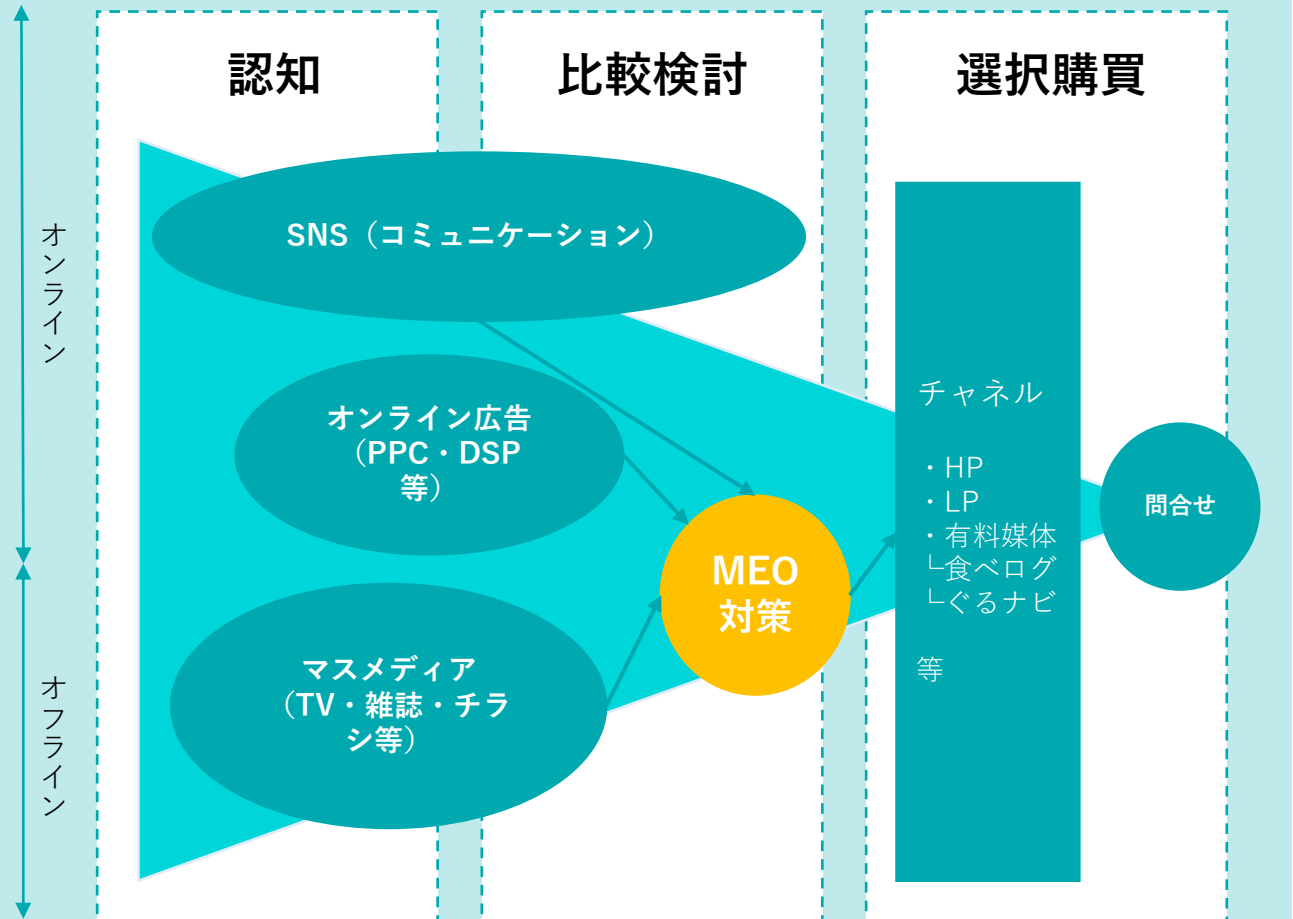 認知
比較検討
選択購買
オンライン
SNS（コミュニケーション）
オンライン広告
（PPC・DSP
等）
MEO
対策
マスメディア
（TV・雑誌・チラ
シ等）
チャネル
・HP
・LP
・有料媒体
└食べログ
└ぐるナビ
等
問合せ
オフライン